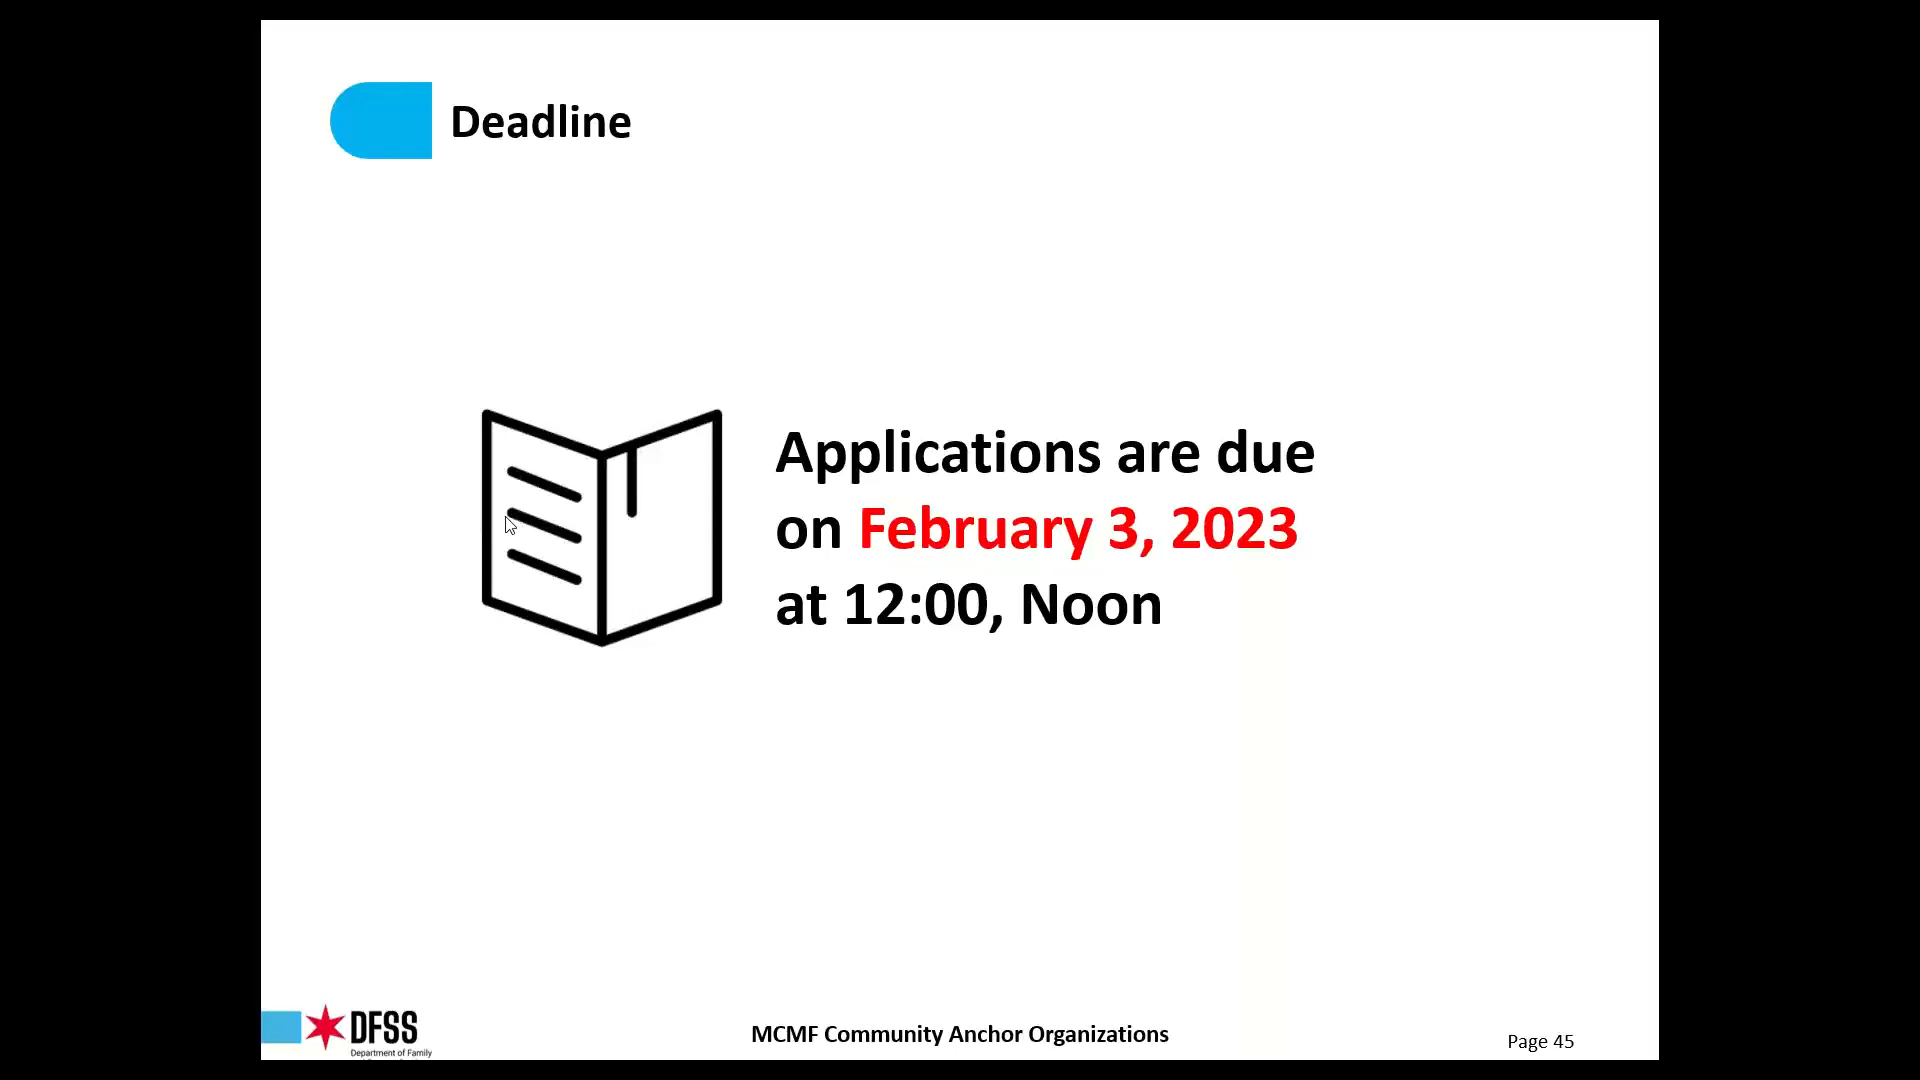 Deadline
Applications are due
on February 3, 2023
at 12:00, Noon
DFSS
Department of Family
MCMF Community Anchor Organizations
Page 45